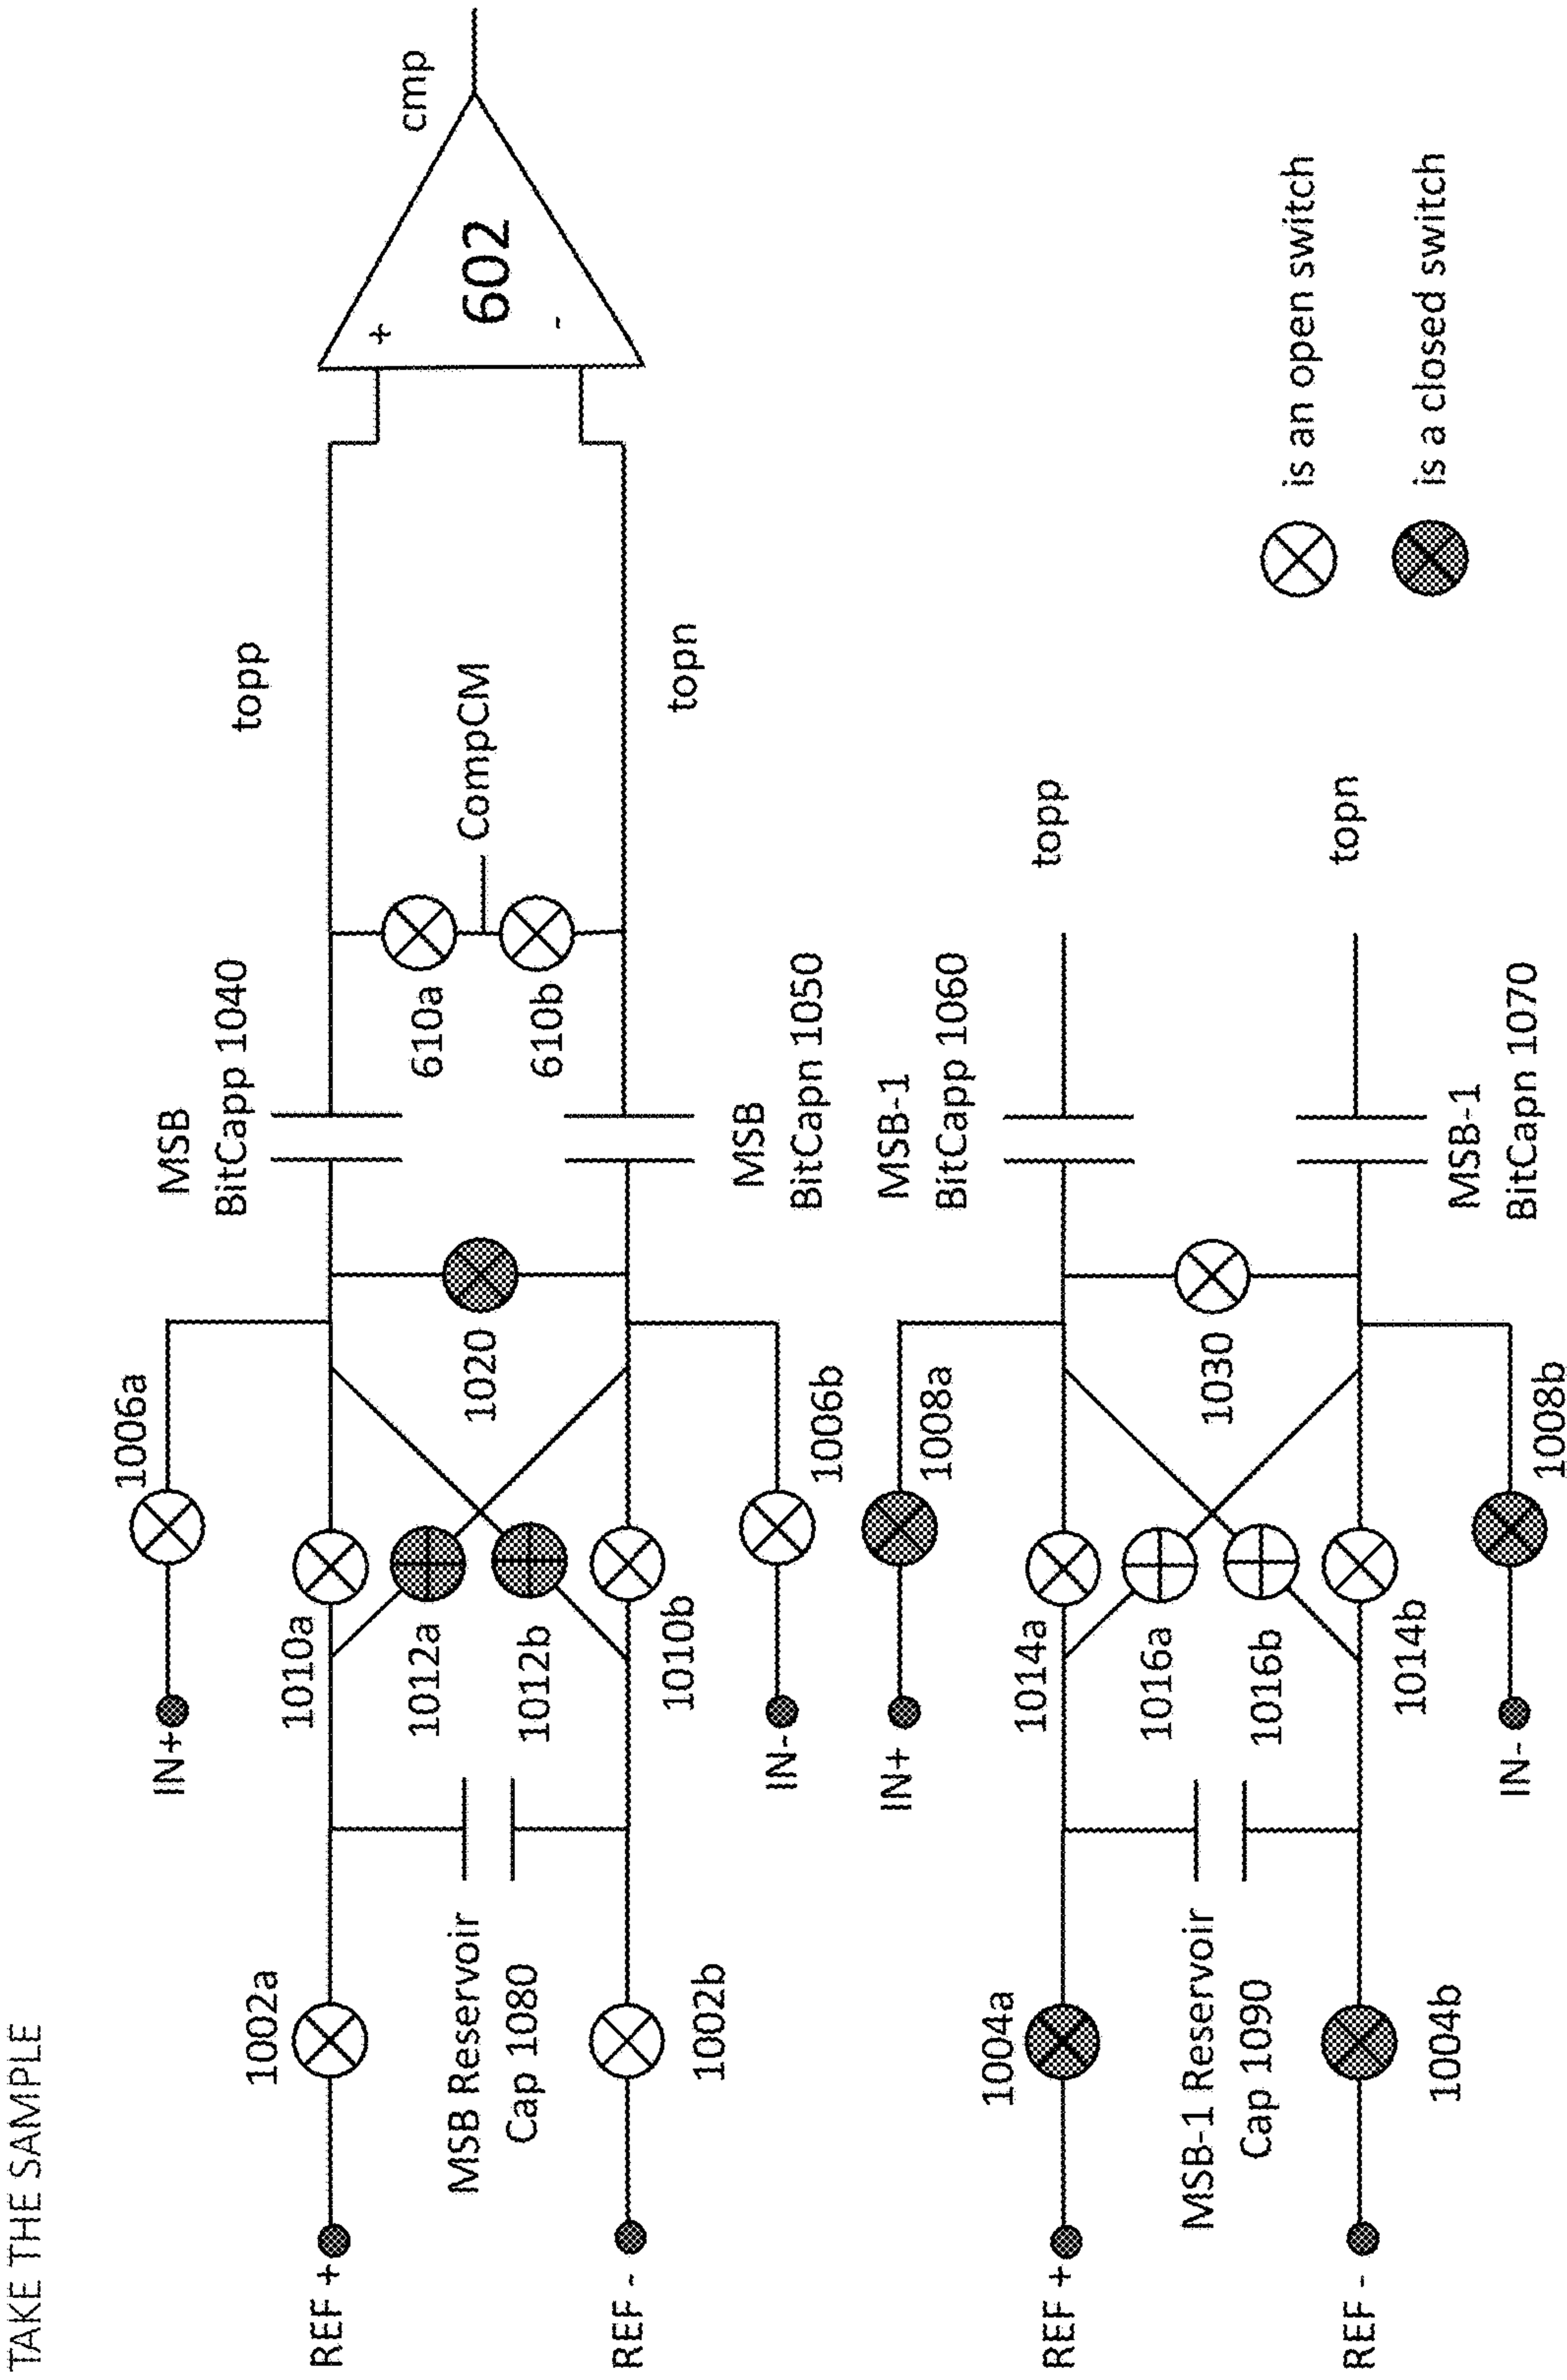 TAKE THE SAMPLE
IN+
1006a
MSB
BitCapp 1040
topp
cmp
REF +
1002a
1010a
1012a
1012b
1010b
1020
610a
610b
CompCM
+
602
-
MSB Reservoir
Cap 1080
REF -
1002b
IN-
1006b
MSB
BitCapn 1050
topn
IN+
1008a
MSB-1
BitCapp 1060
topp
REF +
1004a
1014a
1016a
1016b
1014b
1030
MSB-1 Reservoir
Cap 1090
REF -
1004b
IN-
1008b
MSB-1
BitCapn 1070
topn
is an open switch
is a closed switch